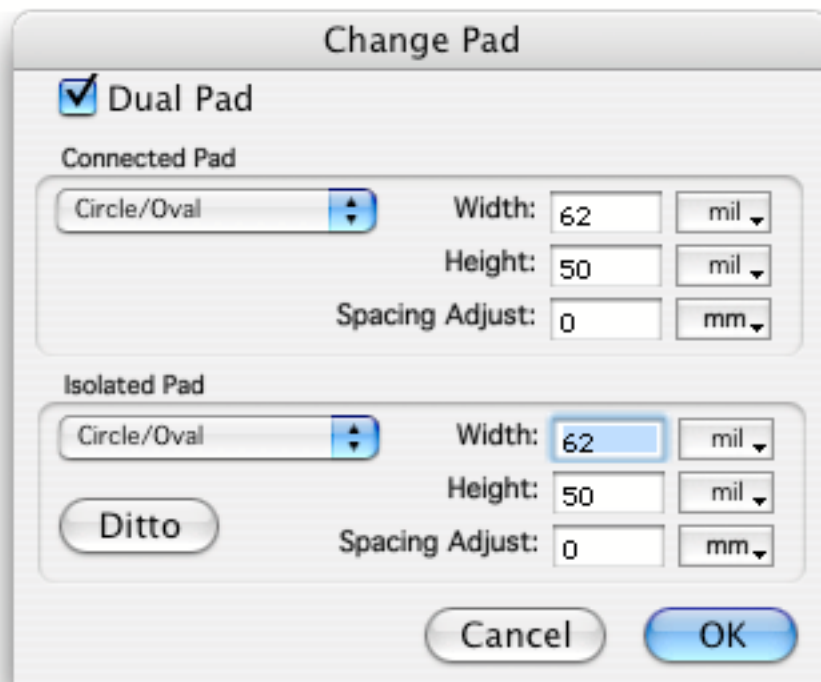 Change Pad
Dual Pad
Connected Pad
Circle/Oval Width: 62 mil
Height: 50 mil
Spacing Adjust: 0 mm
Isolated Pad
Circle/Oval Width: 62 mil
Height: 50 mil
Ditto
Spacing Adjust: 0 mm
Cancel OK